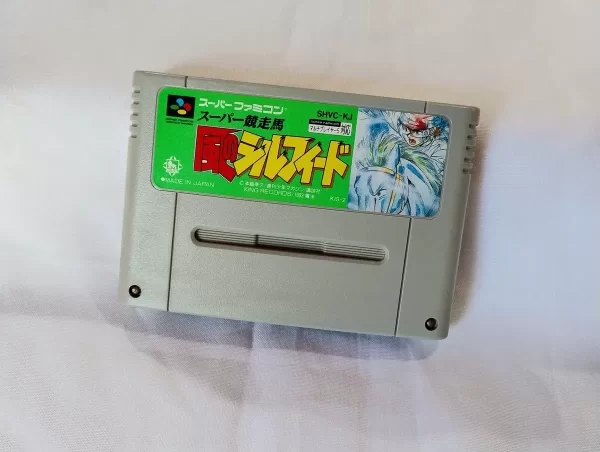 スーパーファミコン
SHVC-KJ
スーパー競走馬
風のシルフィード
MADE IN JAPAN
KING RECORDS